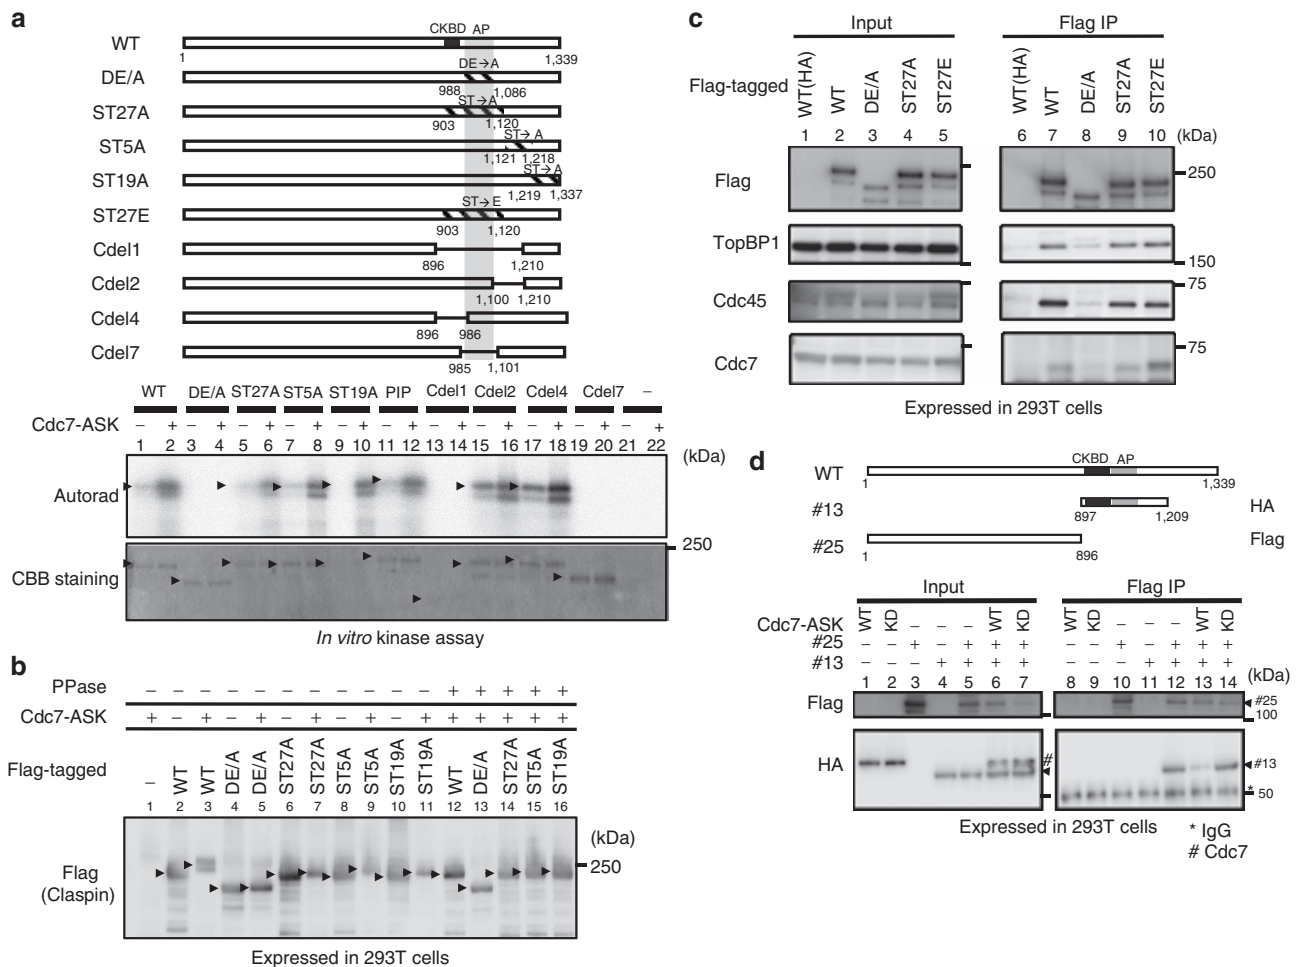 a
CKBD AP
WT
1
1,339
DE→A
DE/A
988 1,086
ST→A
ST27A
903 1,120
ST→A
ST5A
1,121 1,218
ST→A
ST19A
1,219 1,337
ST→E
ST27E
903 1,120
Cdel1
896 1,210
Cdel2
1,100 1,210
Cdel4
896 986
Cdel7
985 1,101
WT DE/A ST27A ST5A ST19A PIP Cdel1 Cdel2 Cdel4 Cdel7 –
Cdc7-ASK – + – + – + – + – + – + – + – + – + – + – +
1 2 3 4 5 6 7 8 9 10 11 12 13 14 15 16 17 18 19 20 21 22
(kDa)
Autorad
250
CBB staining
In vitro kinase assay
b
PPase – – – – – – – – – – – + + + + +
Cdc7-ASK + – + – + – + – + – + + + + + +
Flag-tagged – WT WT DE/A DE/A ST27A ST27A ST5A ST5A ST19A ST19A WT DE/A ST27A ST5A ST19A
1 2 3 4 5 6 7 8 9 10 11 12 13 14 15 16
(kDa)
250
Flag
(Claspin)
Expressed in 293T cells
c
Input Flag IP
Flag-tagged WT(HA) WT DE/A ST27A ST27E WT(HA) WT DE/A ST27A ST27E
1 2 3 4 5 6 7 8 9 10 (kDa)
Flag
250
TopBP1
150
75
Cdc45
75
Cdc7
Expressed in 293T cells
d
CKBD AP
WT
1
1,339
#13
HA
897 1,209
#25
Flag
1 896
Input Flag IP
Cdc7-ASK WT KD – – – WT KD WT KD – – – WT KD
#25 – – + – + + + – – + – + + +
#13 – – – + + + + – – – + + + +
1 2 3 4 5 6 7 8 9 10 11 12 13 14 (kDa)
Flag
#25
100
HA
#
#13
* 50
Expressed in 293T cells
* IgG
# Cdc7